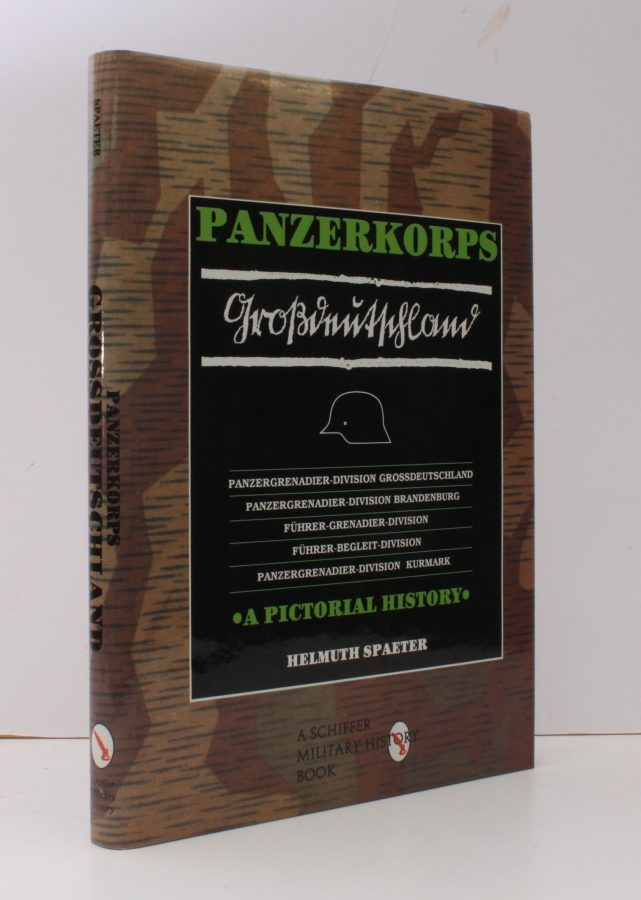 SPAETER
PANZERKORPS
GROSSDEUTSCHLAND
PANZERKORPS
Großdeutschland
PANZERGRENADIER-DIVISION GROSSDEUTSCHLAND
PANZERGRENADIER-DIVISION BRANDENBURG
FÜHRER-GRENADIER-DIVISION
FÜHRER-BEGLEIT-DIVISION
PANZERGRENADIER-DIVISION KURMARK
•A PICTORIAL HISTORY•
HELMUTH SPAETER
A SCHIFFER
MILITARY HISTORY
BOOK